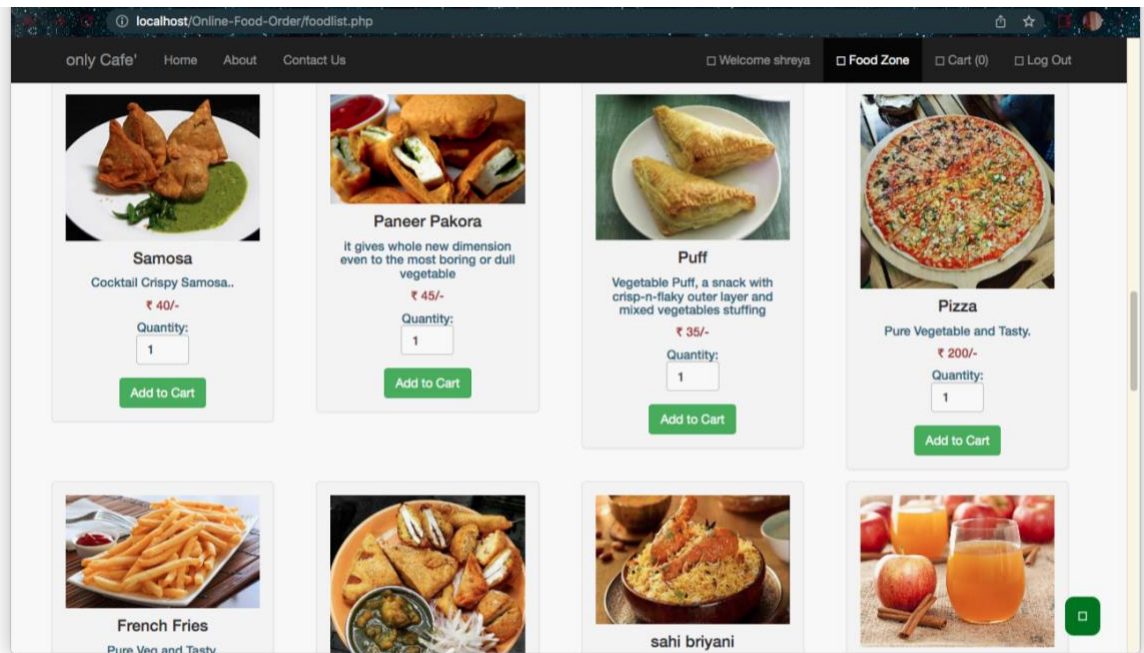 localhost/Online-Food-Order/foodlist.php
only Cafe' Home About Contact Us Welcome shreya Food Zone Cart (0) Log Out
Samosa
Cocktail Crispy Samosa..
₹ 40/-
Quantity:
1
Add to Cart
Paneer Pakora
it gives whole new dimension
even to the most boring or dull
vegetable
₹ 45/-
Quantity:
1
Add to Cart
Puff
Vegetable Puff, a snack with
crisp-n-flaky outer layer and
mixed vegetables stuffing
₹ 35/-
Quantity:
1
Add to Cart
Pizza
Pure Vegetable and Tasty.
₹ 200/-
Quantity:
1
Add to Cart
French Fries
Pure Veg and Tasty
sahi briyani